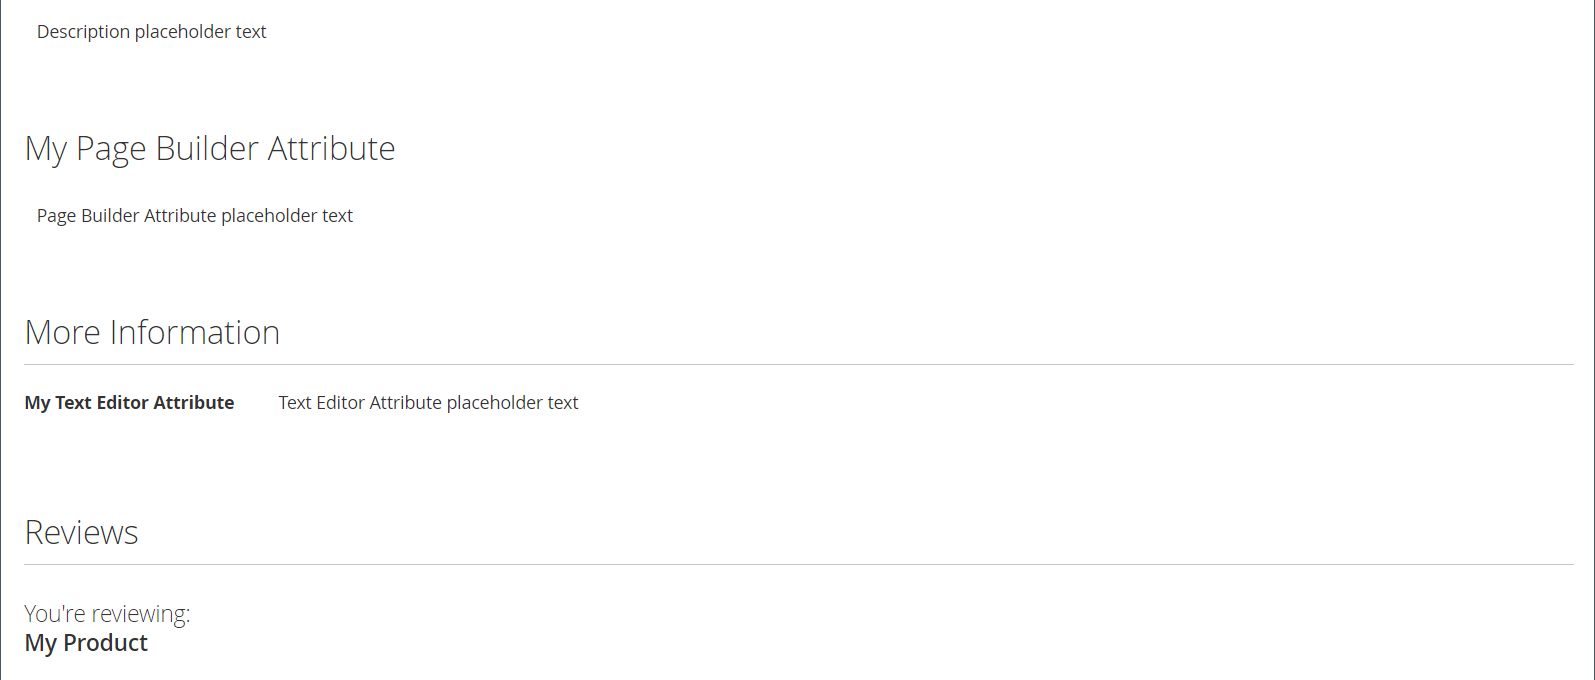 Description placeholder text
My Page Builder Attribute
Page Builder Attribute placeholder text
More Information
My Text Editor Attribute Text Editor Attribute placeholder text
Reviews
You're reviewing:
My Product